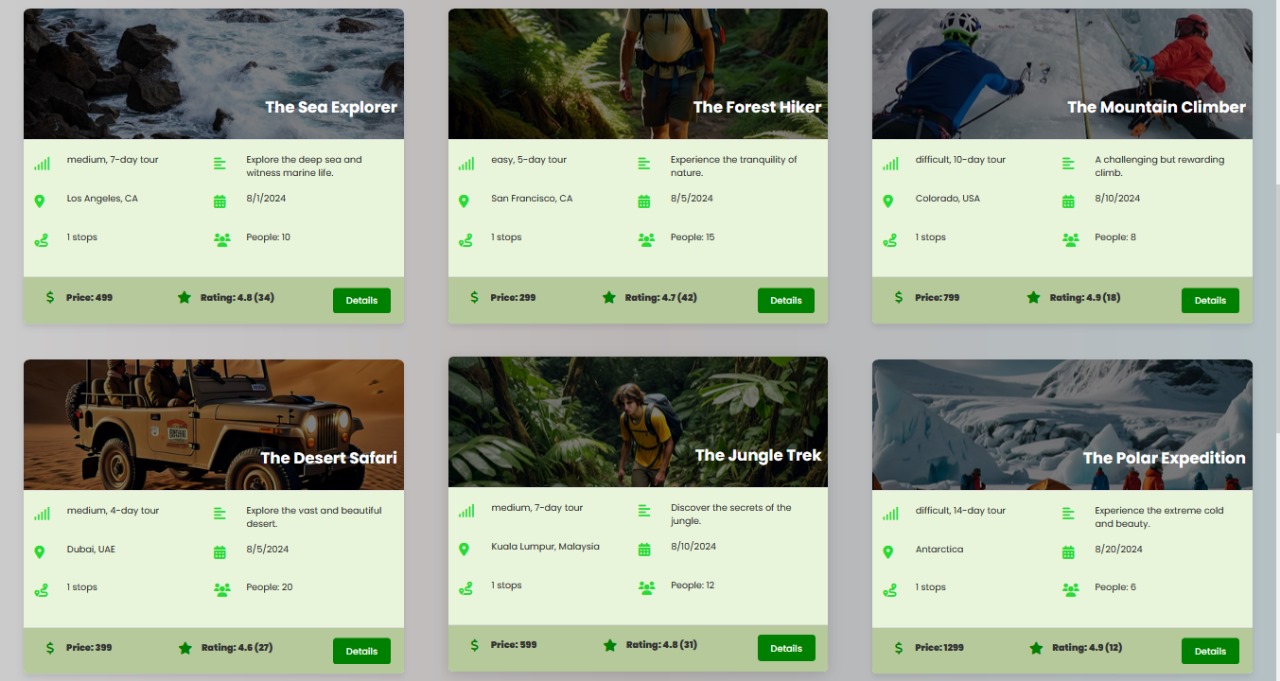 The Sea Explorer
medium, 7-day tour
Explore the deep sea and
witness marine life.
Los Angeles, CA
8/1/2024
1 stops
People: 10
Price: 499
Rating: 4.8 (34)
Details
The Forest Hiker
easy, 5-day tour
Experience the tranquility of
nature.
San Francisco, CA
8/5/2024
1 stops
People: 15
Price: 299
Rating: 4.7 (42)
Details
The Mountain Climber
difficult, 10-day tour
A challenging but rewarding
climb.
Colorado, USA
8/10/2024
1 stops
People: 8
Price: 799
Rating: 4.9 (18)
Details
The Desert Safari
medium, 4-day tour
Explore the vast and beautiful
desert.
Dubai, UAE
8/5/2024
1 stops
People: 20
Price: 399
Rating: 4.6 (27)
Details
The Jungle Trek
medium, 7-day tour
Discover the secrets of the
jungle.
Kuala Lumpur, Malaysia
8/10/2024
1 stops
People: 12
Price: 599
Rating: 4.8 (31)
Details
The Polar Expedition
difficult, 14-day tour
Experience the extreme cold
and beauty.
Antarctica
8/20/2024
1 stops
People: 6
Price: 1299
Rating: 4.9 (12)
Details